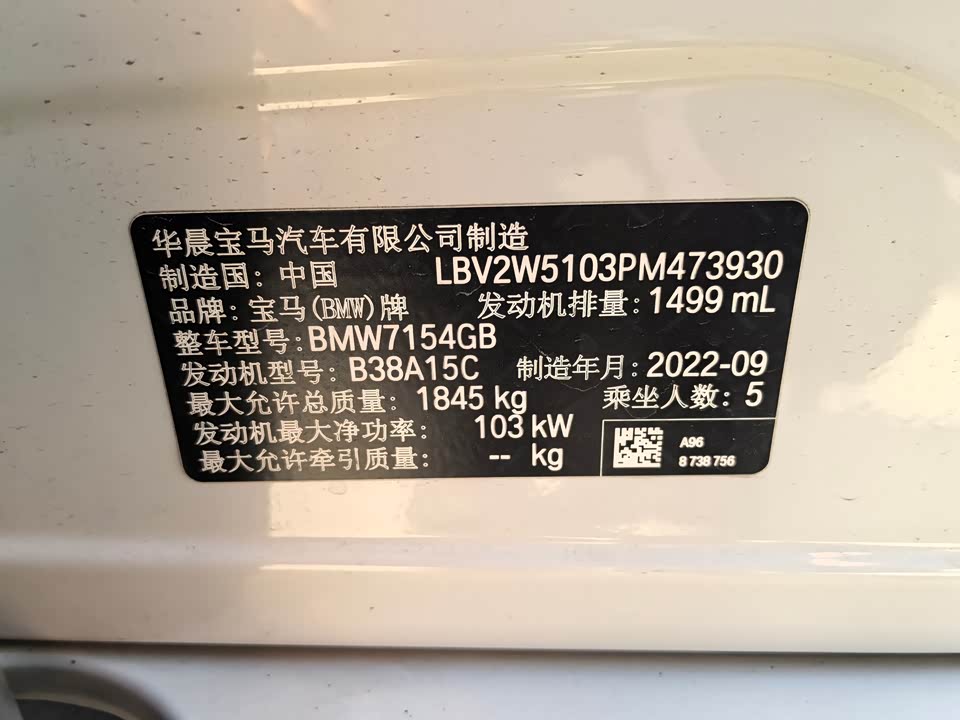 华晨宝马汽车有限公司制造
制造国：中国 LBV2W5103PM473930
品牌：宝马(BMW)牌 发动机排量：1499 mL
整车型号：BMW7154GB
发动机型号：B38A15C 制造年月：2022-09
最大允许总质量：1845 kg 乘坐人数：5
发动机最大净功率：103 kW
最大允许牵引质量：-- kg
A96
8 738 756